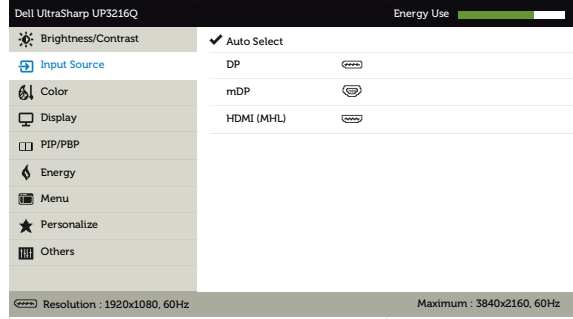 Dell UltraSharp UP3216Q
Energy Use
Brightness/Contrast
Auto Select
Input Source
DP
Color
mDP
Display
HDMI (MHL)
PIP/PBP
Energy
Menu
Personalize
Others
Resolution : 1920x1080, 60Hz
Maximum : 3840x2160, 60Hz